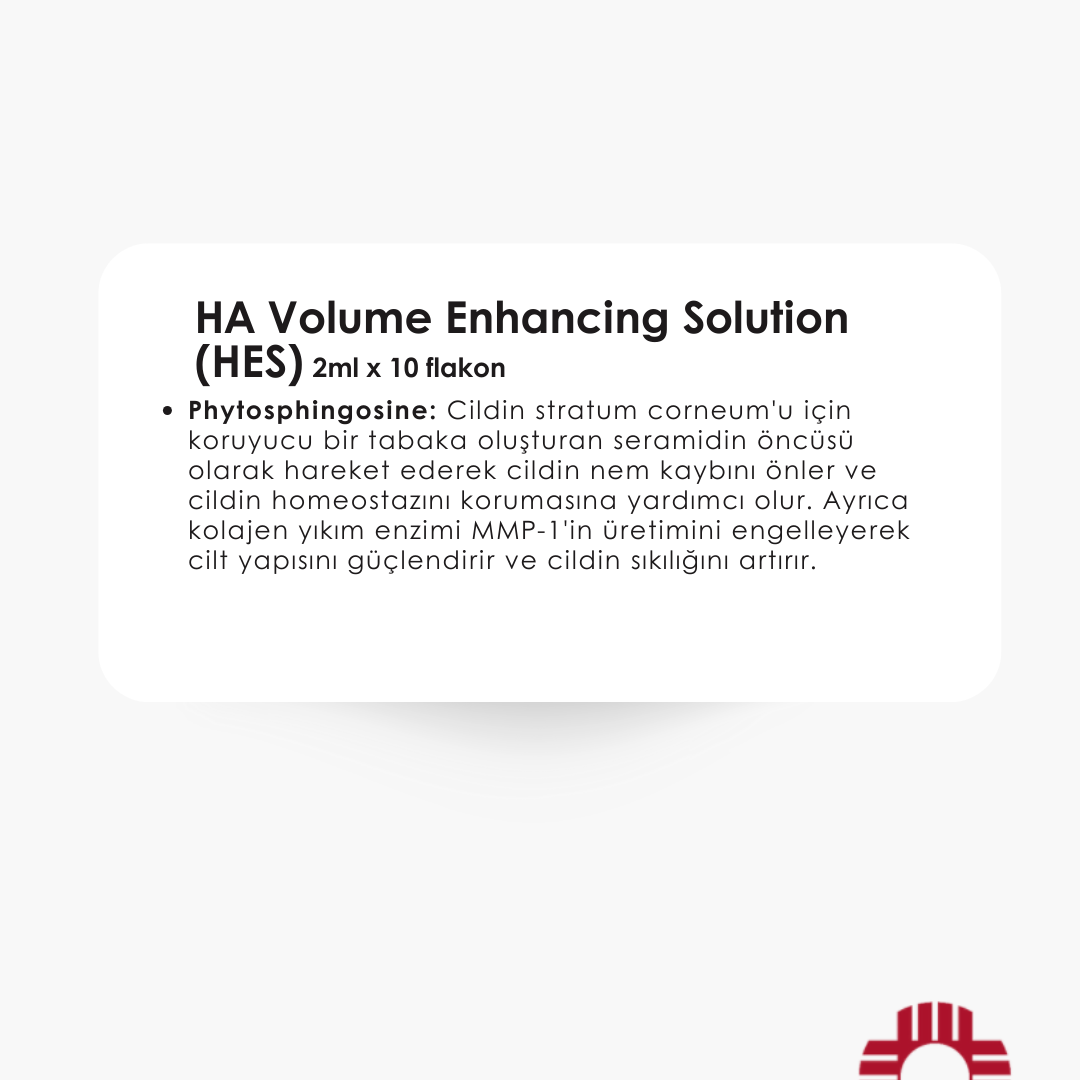 HA Volume Enhancing Solution
(HES) 2ml x 10 flakon
• Phytosphingosine: Cildin stratum corneum'u için
koruyucu bir tabaka oluşturan seramidin öncüsü
olarak hareket ederek cildin nem kaybını önler ve
cildin homeostazını korumasına yardımcı olur. Ayrıca
kolajen yıkım enzimi MMP-1'in üretimini engelleyerek
cilt yapısını güçlendirir ve cildin sıkılığını artırır.